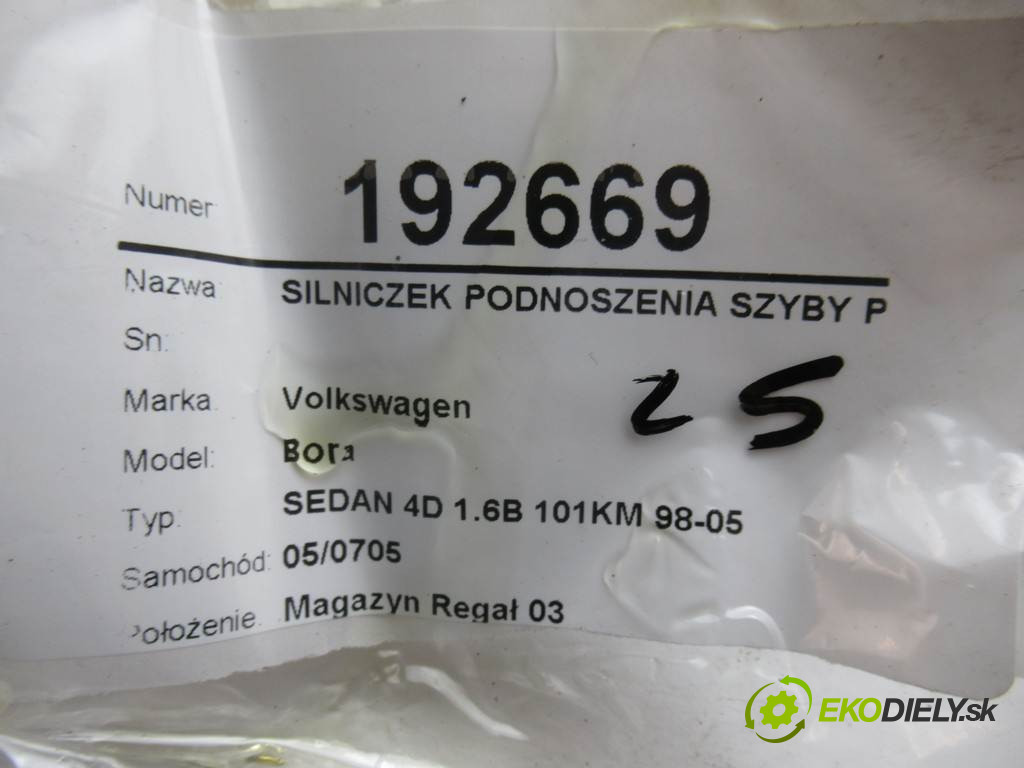 Numer: 192669
Nazwa: SILNICZEK PODNOSZENIA SZYBY P
Sn:
25
Marka: Volkswagen
Model: Bora
Typ: SEDAN 4D 1.6B 101KM 98-05
Samochód: 05/0705
Położenie: Magazyn Regał 03
EKODIELY.sk